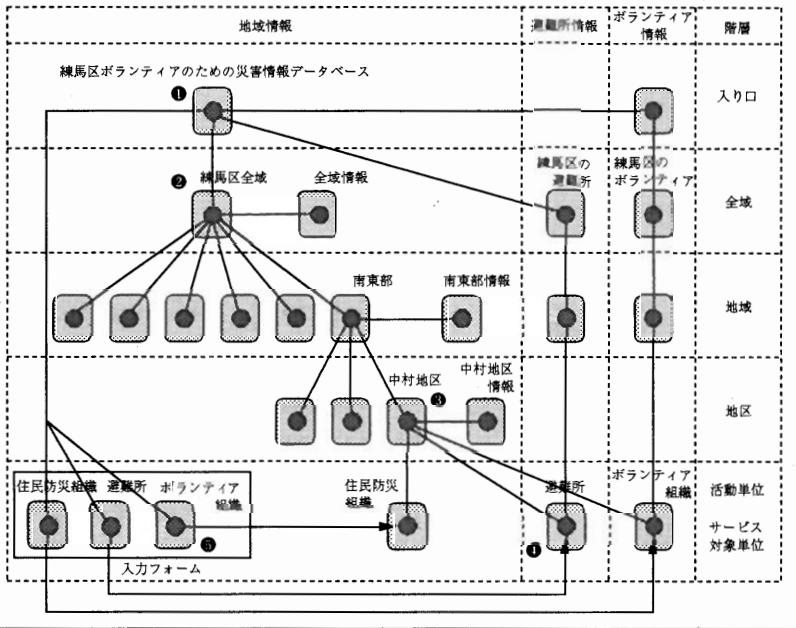 地域情報
避難所情報
ボランティア
情報
階層
練馬区ボランティアのための災害情報データベース
❶
入り口
❷
練馬区全域
全域情報
練馬区の
避難所
練馬区の
ボランティア
全域
南東部
南東部情報
地域
中村地区
❸
中村地区
情報
地区
住民防災組織
避難所
ボランティア
組織
住民防災
組織
避難所
ボランティア
組織
活動単位
サービス
対象単位
❺
❹
入力フォーム